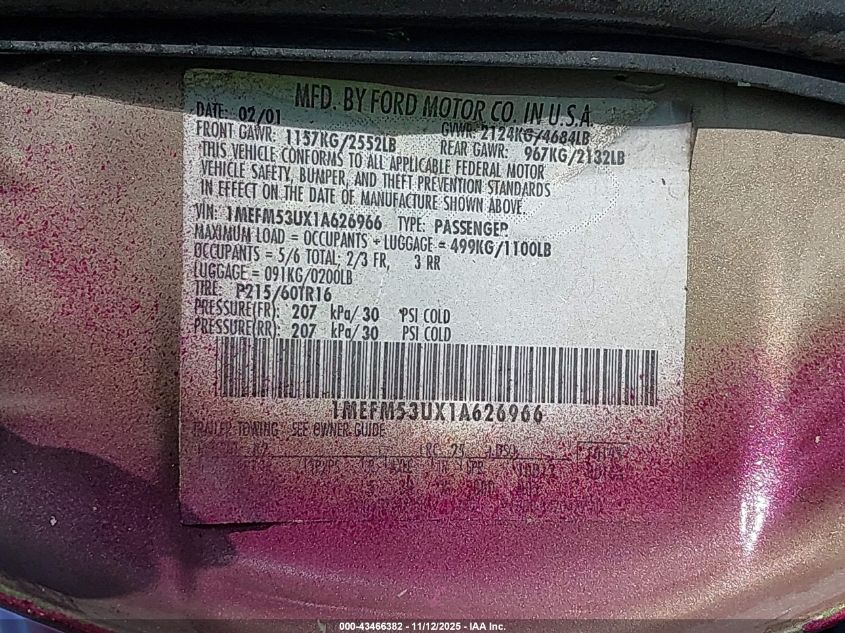 MFD. BY FORD MOTOR CO. IN U.S.A.
DATE: 02/01 GVWR: 2124KG/4684LB
FRONT GAWR: 1157KG/2552LB REAR GAWR: 967KG/2132LB
THIS VEHICLE CONFORMS TO ALL APPLICABLE FEDERAL MOTOR
VEHICLE SAFETY, BUMPER, AND THEFT PREVENTION STANDARDS
IN EFFECT ON THE DATE OF MANUFACTURE SHOWN ABOVE.
VIN: 1MEFM53UX1A626966 TYPE: PASSENGER
MAXIMUM LOAD = OCCUPANTS + LUGGAGE = 499KG/1100LB
OCCUPANTS = 5/6 TOTAL; 2/3 FR, 3 RR
LUGGAGE = 091KG/0200LB
TIRE: P215/60TR16
PRESSURE(FR): 207 kPa/30 PSI COLD
PRESSURE(RR): 207 kPa/30 PSI COLD
1MEFM53UX1A626966
TRAILER TOWING SEE OWNER GUIDE
000-43466382 - 11/12/2025 - IAA Inc.